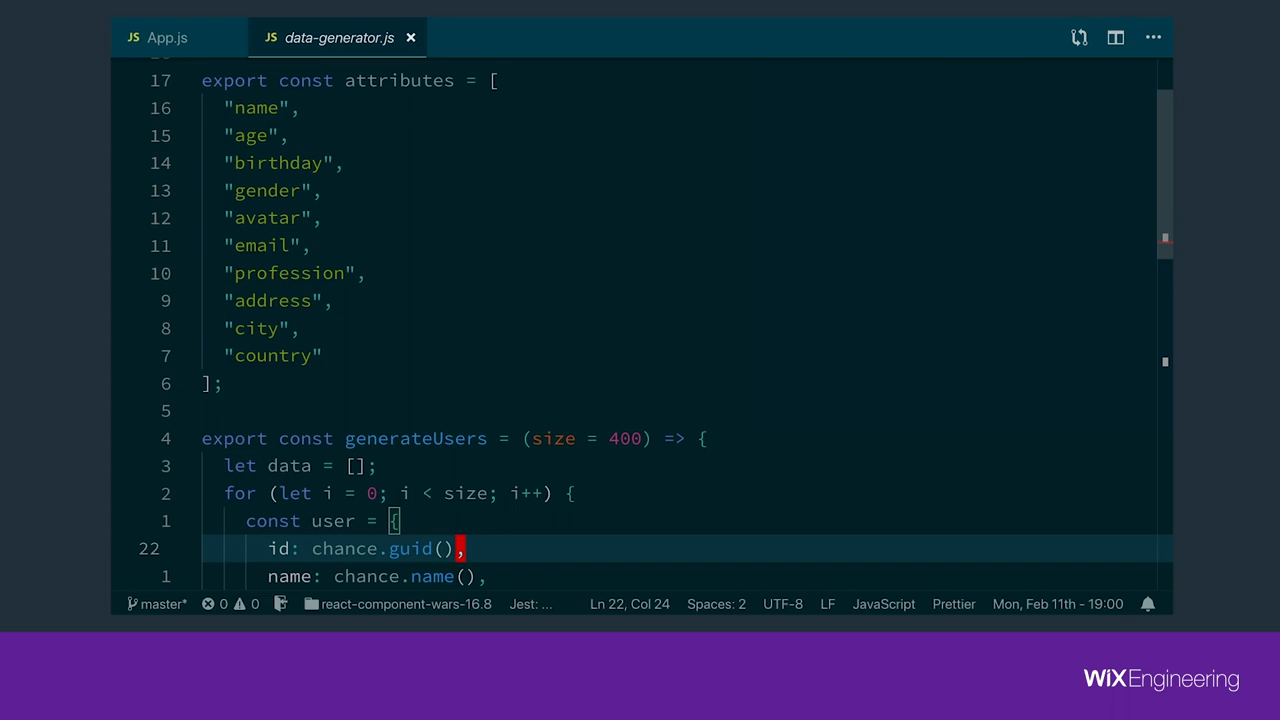 JS App.js JS data-generator.js ×
17 export const attributes = [
16 "name",
15 "age",
14 "birthday",
13 "gender",
12 "avatar",
11 "email",
10 "profession",
9 "address",
8 "city",
7 "country"
6 ];
5
4 export const generateUsers = (size = 400) => {
3 let data = [];
2 for (let i = 0; i < size; i++) {
1 const user = {
22 id: chance.guid(),
1 name: chance.name(),
master* 0 0 react-component-wars-16.8 Jest: ... Ln 22, Col 24 Spaces: 2 UTF-8 LF JavaScript Prettier Mon, Feb 11th - 19:00
WiXEngineering